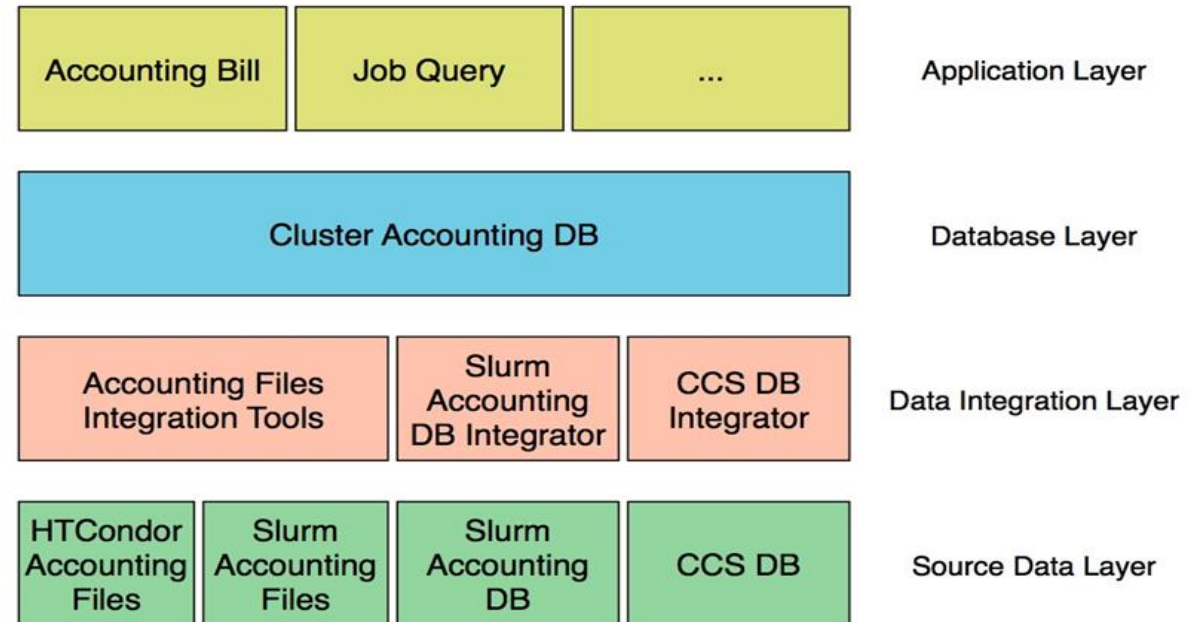 Accounting Bill
Job Query
...
Application Layer
Cluster Accounting DB
Database Layer
Accounting Files
Integration Tools
Slurm
Accounting
DB Integrator
CCS DB
Integrator
Data Integration Layer
HTCondor
Accounting
Files
Slurm
Accounting
Files
Slurm
Accounting
DB
CCS DB
Source Data Layer